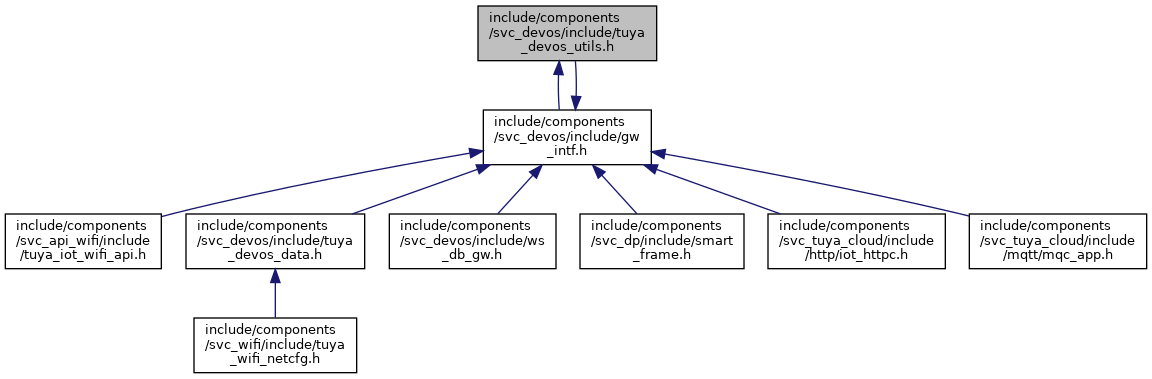 include/components
/svc_devos/include/tuya
_devos_utils.h
include/components
/svc_devos/include/gw
_intf.h
include/components
/svc_api_wifi/include
/tuya_iot_wifi_api.h
include/components
/svc_devos/include/tuya
_devos_data.h
include/components
/svc_devos/include/ws
_db_gw.h
include/components
/svc_dp/include/smart
_frame.h
include/components
/svc_tuya_cloud/include
/http/iot_httpc.h
include/components
/svc_tuya_cloud/include
/mqtt/mqc_app.h
include/components
/svc_wifi/include/tuya
_wifi_netcfg.h